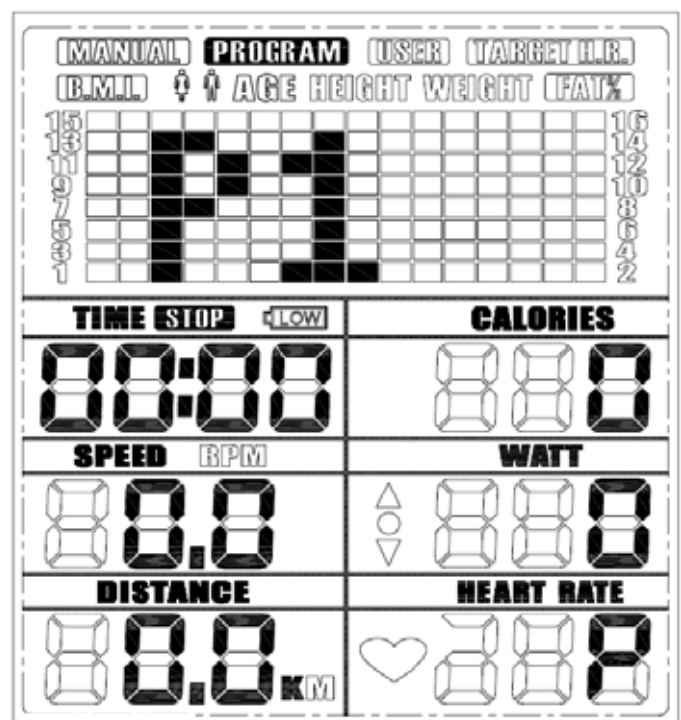 MANUAL PROGRAM USER TARGET H.R.
B.M.I. AGE HEIGHT WEIGHT FAT%
15 16
13 14
11 12
9 10
7 8
5 6
3 4
1 2
P1
TIME STOP LOW CALORIES
00:00 0
SPEED RPM WATT
0.0 0
DISTANCE HEART RATE
0.0 KM P